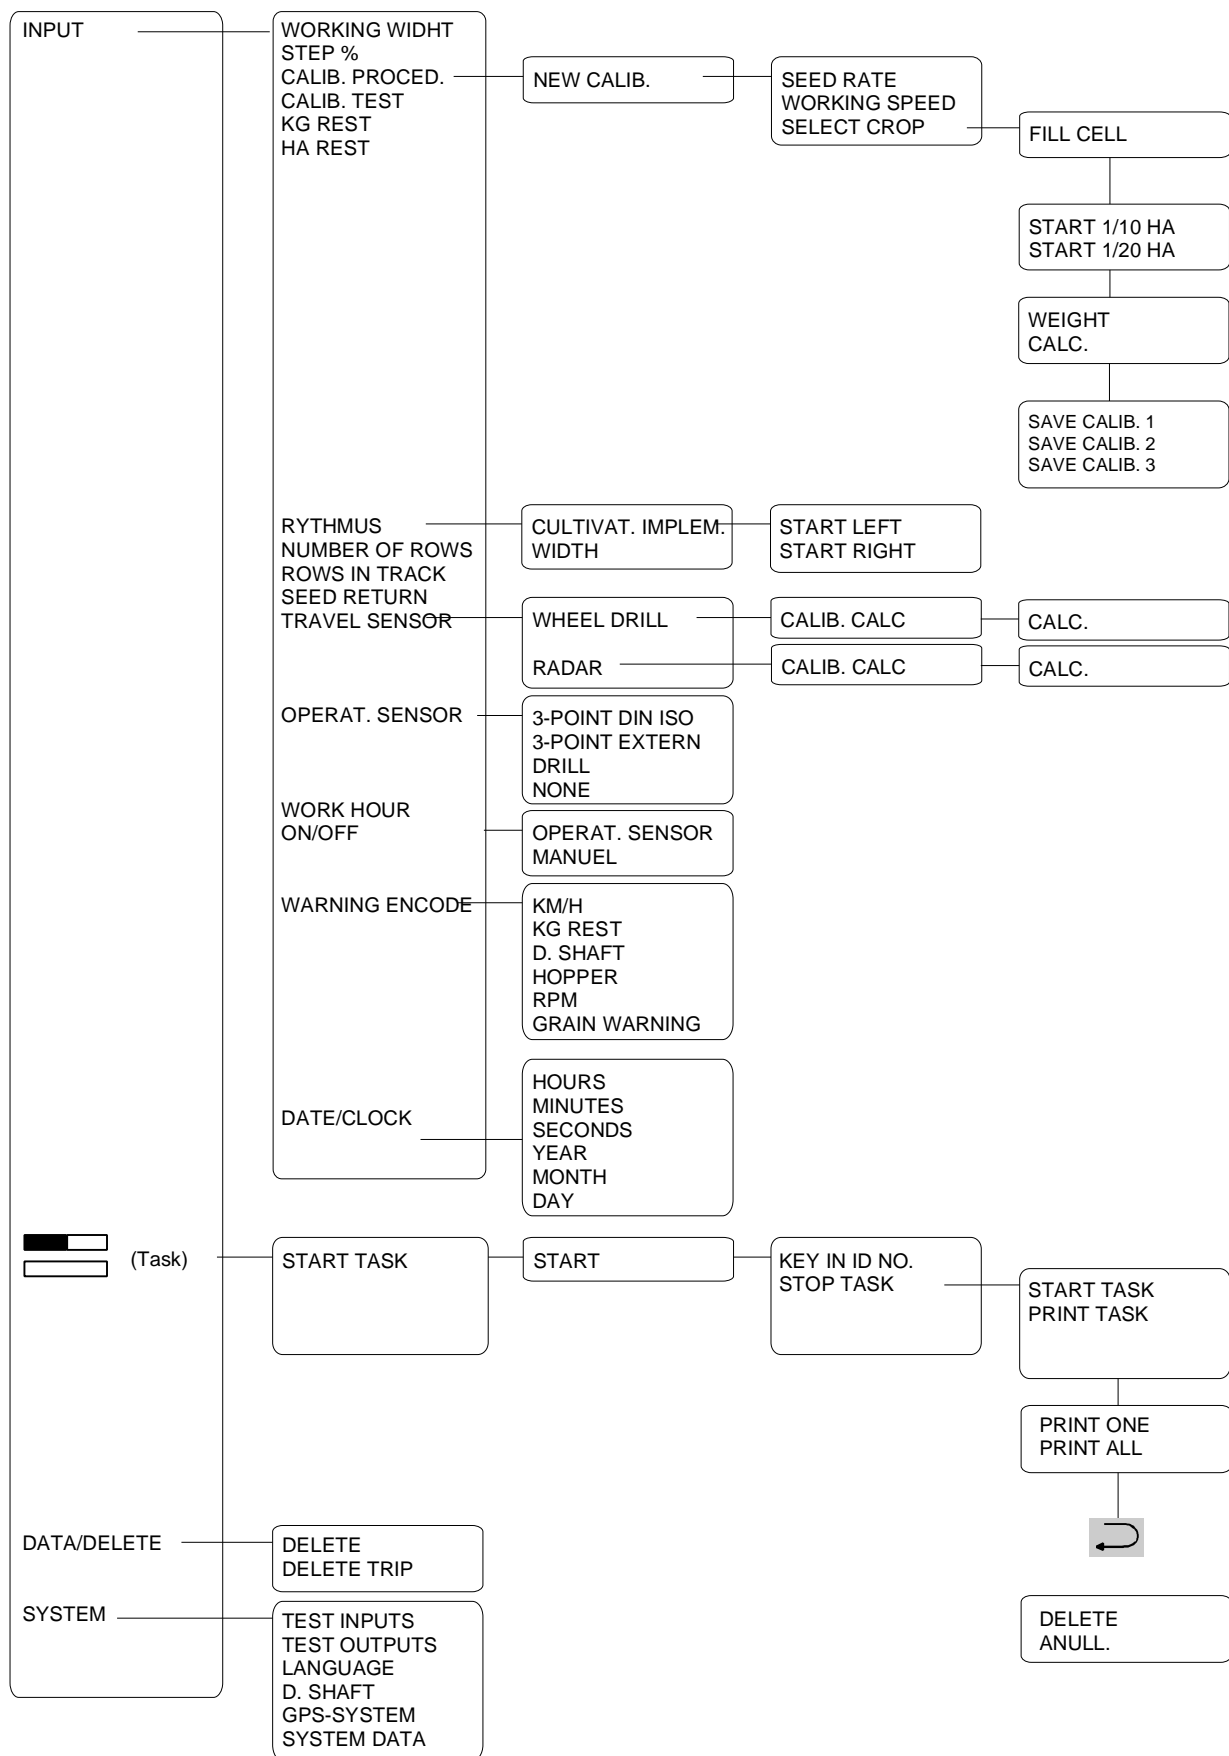 INPUT
WORKING WIDHT
STEP %
CALIB. PROCED.
CALIB. TEST
KG REST
HA REST
NEW CALIB.
SEED RATE
WORKING SPEED
SELECT CROP
FILL CELL
START 1/10 HA
START 1/20 HA
WEIGHT
CALC.
SAVE CALIB. 1
SAVE CALIB. 2
SAVE CALIB. 3
RYTHMUS
NUMBER OF ROWS
ROWS IN TRACK
SEED RETURN
TRAVEL SENSOR
CULTIVAT. IMPLEM.
WIDTH
START LEFT
START RIGHT
WHEEL DRILL
CALIB. CALC
CALC.
RADAR
CALIB. CALC
CALC.
OPERAT. SENSOR
3-POINT DIN ISO
3-POINT EXTERN
DRILL
NONE
WORK HOUR
ON/OFF
OPERAT. SENSOR
MANUEL
WARNING ENCODE
KM/H
KG REST
D. SHAFT
HOPPER
RPM
GRAIN WARNING
DATE/CLOCK
HOURS
MINUTES
SECONDS
YEAR
MONTH
DAY
(Task)
START TASK
START
KEY IN ID NO.
STOP TASK
START TASK
PRINT TASK
PRINT ONE
PRINT ALL
DATA/DELETE
DELETE
DELETE TRIP
SYSTEM
TEST INPUTS
TEST OUTPUTS
LANGUAGE
D. SHAFT
GPS-SYSTEM
SYSTEM DATA
DELETE
ANULL.